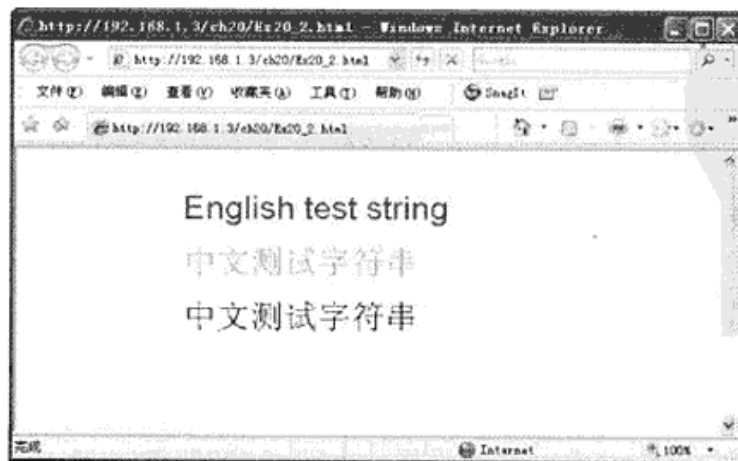 http://192.168.1.3/ch20/Ex20_2.html - Windows Internet Explorer
http://192.168.1.3/ch20/Ex20_2.html
文件(F) 编辑(E) 查看(V) 收藏夹(A) 工具(T) 帮助(H) SnagIt
http://192.168.1.3/ch20/Ex20_2.html
English test string
中文测试字符串
中文测试字符串
完成 Internet 100%